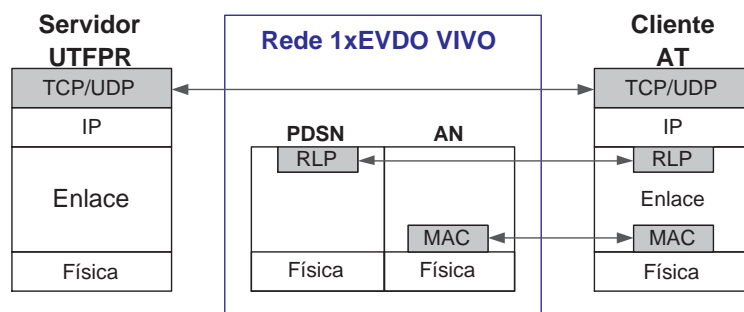 Servidor
UTFPR
TCP/UDP
IP
Enlace
Física
Rede 1xEVDO VIVO
PDSN
AN
RLP
MAC
Física
Física
Cliente
AT
TCP/UDP
IP
RLP
Enlace
MAC
Física